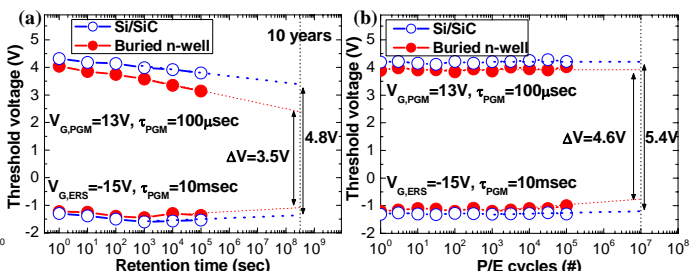 (a)
Si/SiC
Buried n-well
10 years
Threshold voltage (V)
5
4
3
2
1
0
-1
-2
V_G,PGM=13V, τ_PGM=100μsec
ΔV=3.5V
4.8V
V_G,ERS=-15V, τ_PGM=10msec
10^0 10^1 10^2 10^3 10^4 10^5 10^6 10^7 10^8 10^9
Retention time (sec)
0
(b)
Si/SiC
Buried n-well
Threshold voltage (V)
5
4
3
2
1
0
-1
-2
V_G,PGM=13V, τ_PGM=100μsec
ΔV=4.6V
5.4V
V_G,ERS=-15V, τ_PGM=10msec
10^0 10^1 10^2 10^3 10^4 10^5 10^6 10^7 10^8
P/E cycles (#)